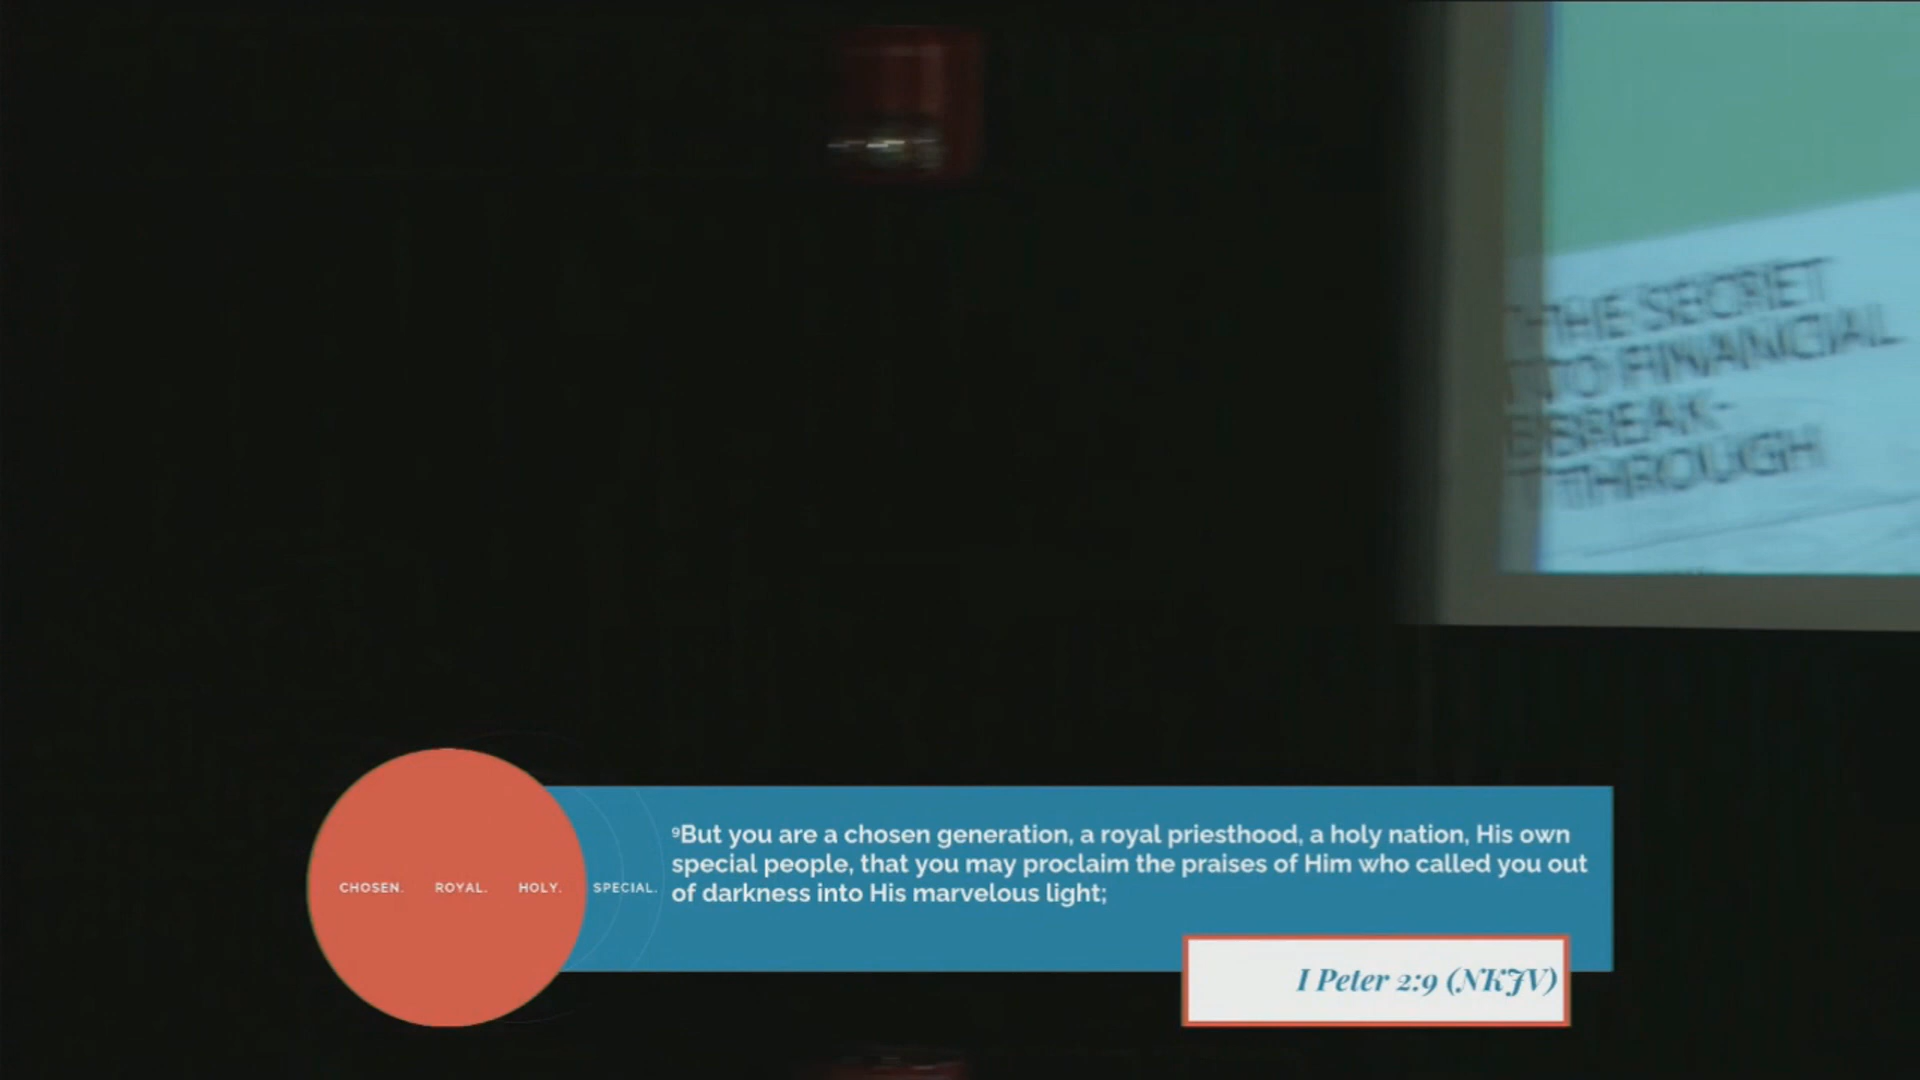 THE SECRET
TO FINANCIAL
BREAK-
THROUGH
CHOSEN. ROYAL. HOLY. SPECIAL.
⁹But you are a chosen generation, a royal priesthood, a holy nation, His own
special people, that you may proclaim the praises of Him who called you out
of darkness into His marvelous light;
I Peter 2:9 (NKJV)